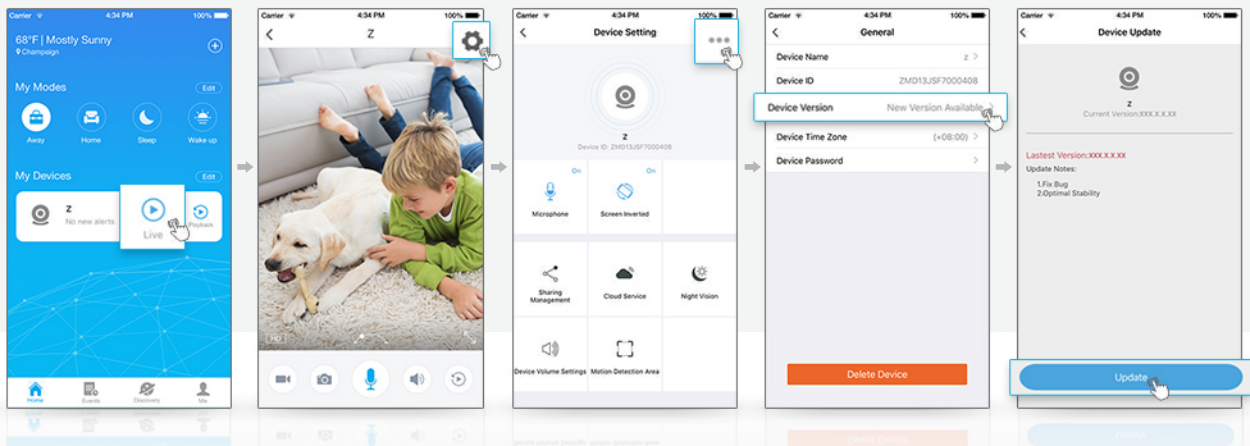 Carrier 4:34 PM 100%
68°F | Mostly Sunny
Champaign
My Modes Edit
Away Home Sleep Wake up
My Devices Edit
Z
No new alerts
Live
Playback
Home Events Discovery Me
Carrier 4:34 PM 100%
Z
HD
Carrier 4:34 PM 100%
Device Setting
Z
Device ID: ZMD13JSF7000408
On On
Microphone Screen Inverted
Sharing
Management Cloud Service Night Vision
Device Volume Settings Motion Detection Area
Carrier 4:34 PM 100%
General
Device Name z
Device ID ZMD13JSF7000408
Device Version New Version Available
Device Time Zone (+08:00)
Device Password
Delete Device
Carrier 4:34 PM 100%
Device Update
Z
Current Version:XXX.X.X.XX
Lastest Version:XXX.X.X.XX
Update Notes:
1.Fix Bug
2.Optimal Stability
Update